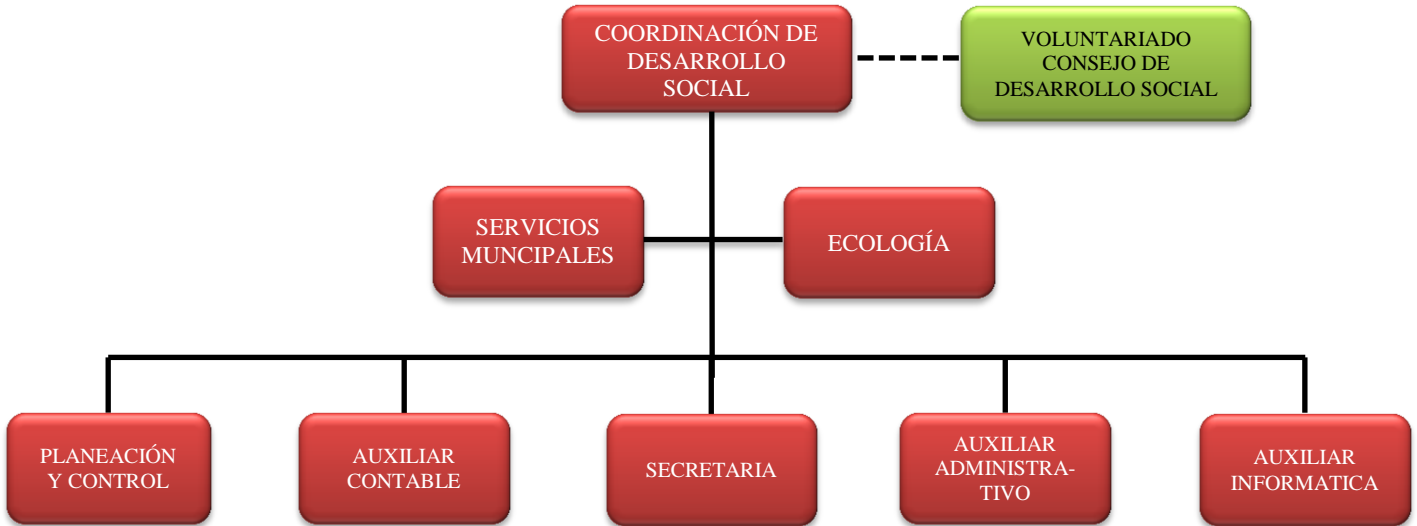 COORDINACIÓN DE
DESARROLLO
SOCIAL
VOLUNTARIADO
CONSEJO DE
DESARROLLO SOCIAL
SERVICIOS
MUNCIPALES
ECOLOGÍA
PLANEACIÓN
Y CONTROL
AUXILIAR
CONTABLE
SECRETARIA
AUXILIAR
ADMINISTRA-
TIVO
AUXILIAR
INFORMATICA